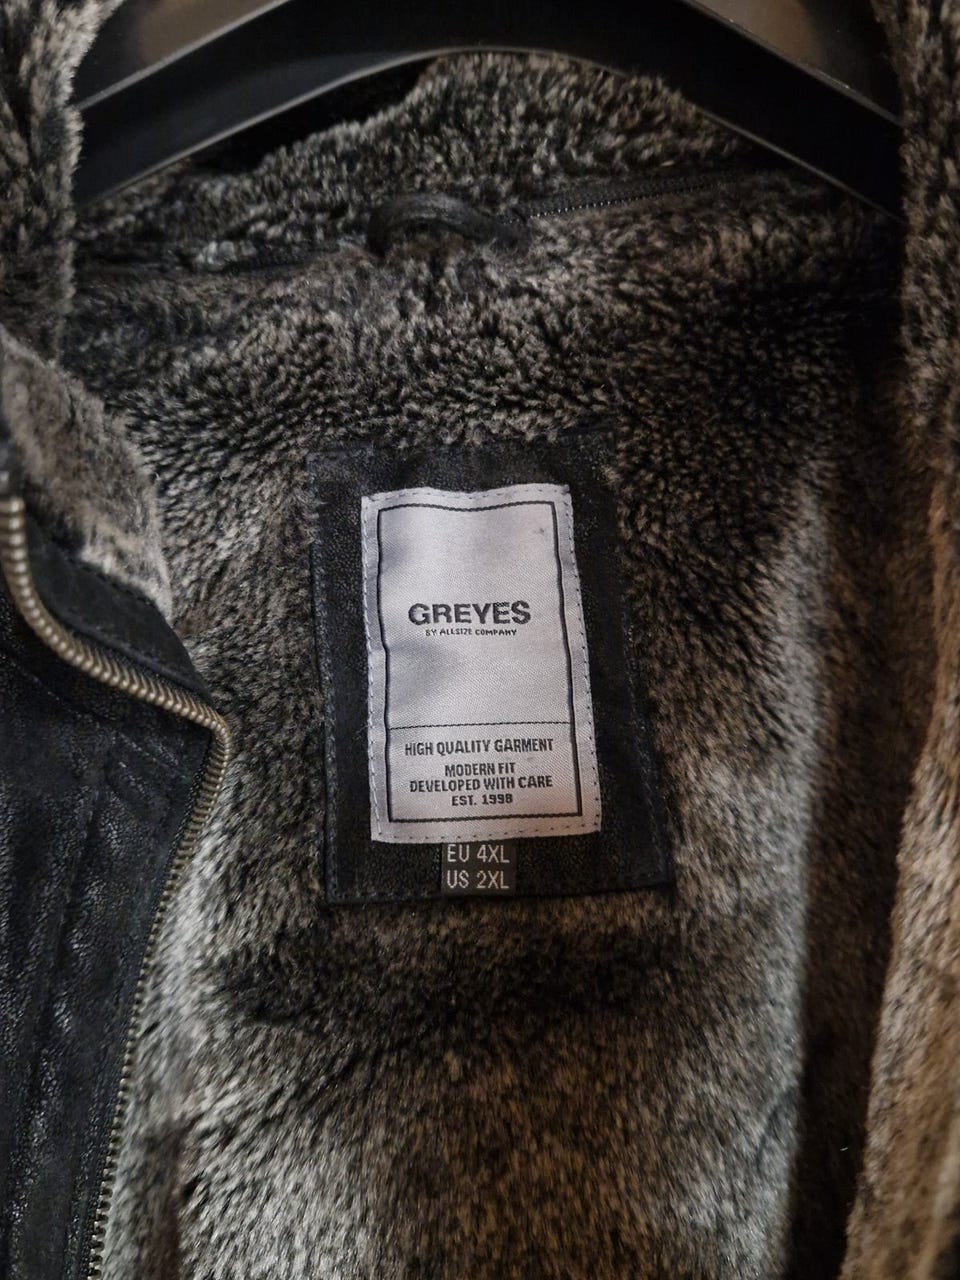 GREYES
BY ALLSIZE COMPANY
HIGH QUALITY GARMENT
MODERN FIT
DEVELOPED WITH CARE
EST. 1998
EU 4XL
US 2XL